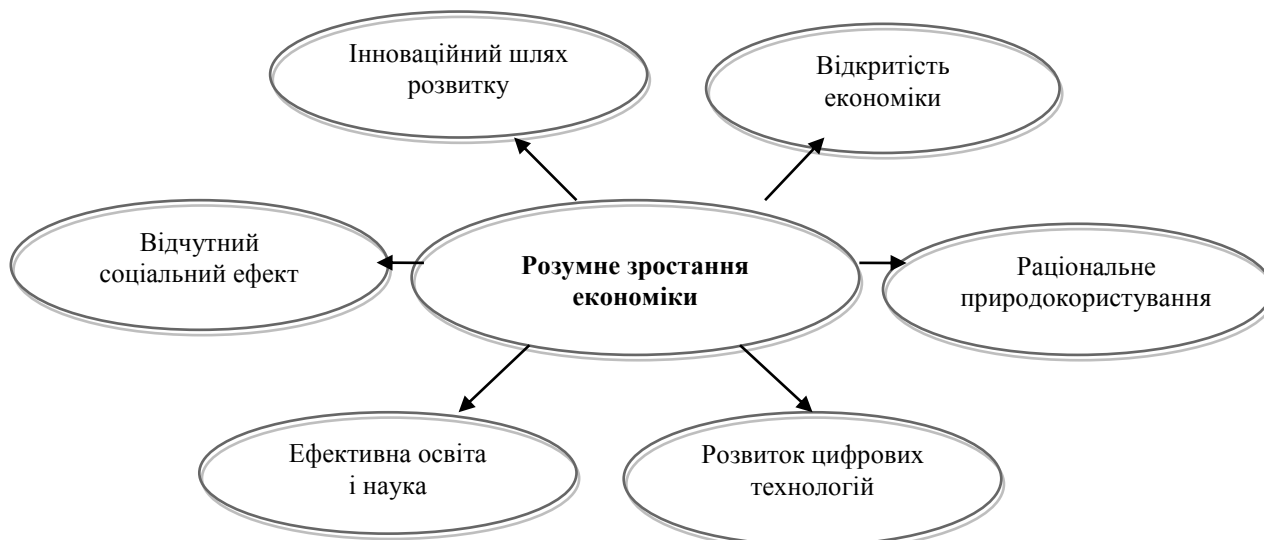 Інноваційний шлях
розвитку
Відкритість
економіки
Відчутний
соціальний ефект
Розумне зростання
економіки
Раціональне
природокористування
Ефективна освіта
і наука
Розвиток цифрових
технологій